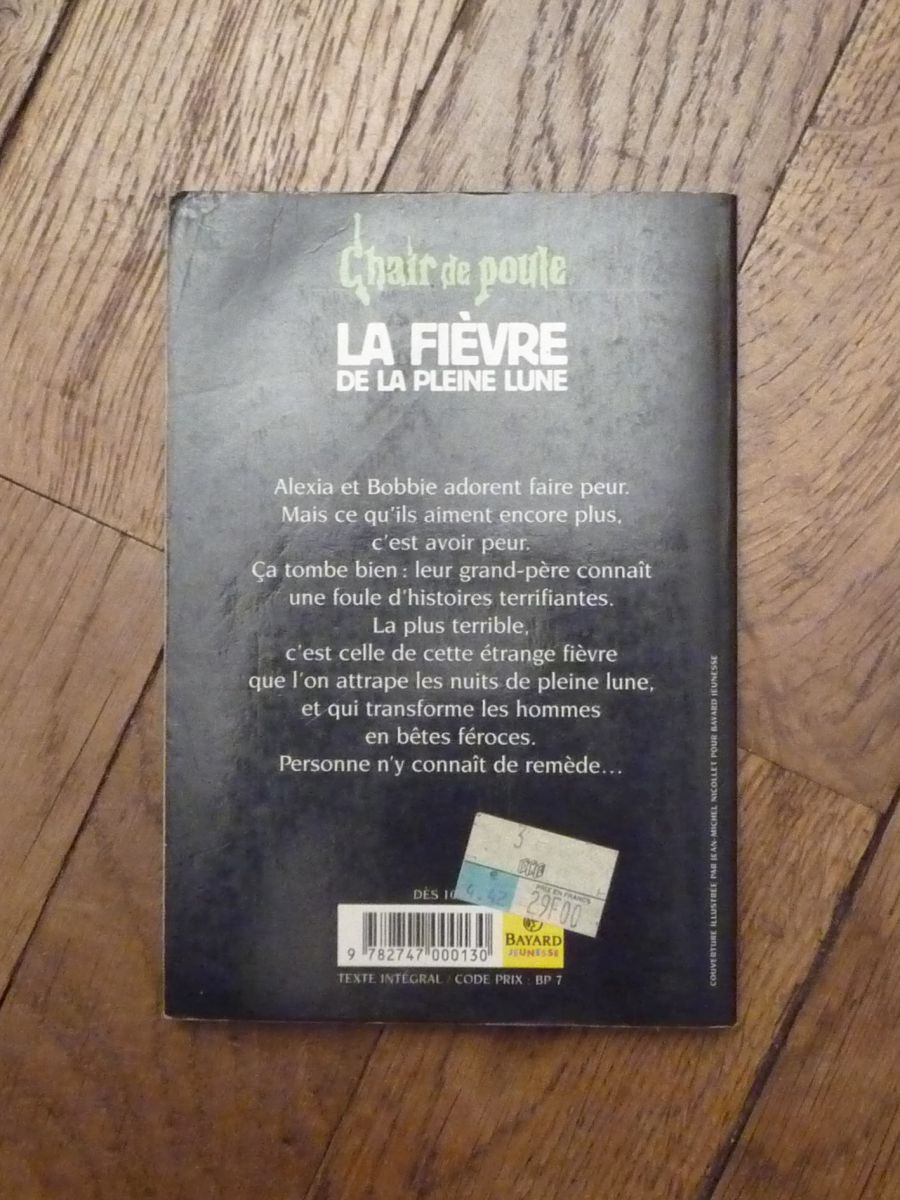 Chair de poule
LA FIÈVRE
DE LA PLEINE LUNE
Alexia et Bobbie adorent faire peur.
Mais ce qu'ils aiment encore plus,
c'est avoir peur.
Ça tombe bien : leur grand-père connaît
une foule d'histoires terrifiantes.
La plus terrible,
c'est celle de cette étrange fièvre
que l'on attrape les nuits de pleine lune,
et qui transforme les hommes
en bêtes féroces.
Personne n'y connaît de remède...
COUVERTURE ILLUSTRÉE PAR JEAN-MICHEL NICOLLET POUR BAYARD JEUNESSE
€
4.42
PRIX EN FRANCS
29F00
DÈS
9 782747 000130
BAYARD
JEUNESSE
TEXTE INTÉGRAL / CODE PRIX : BP 7